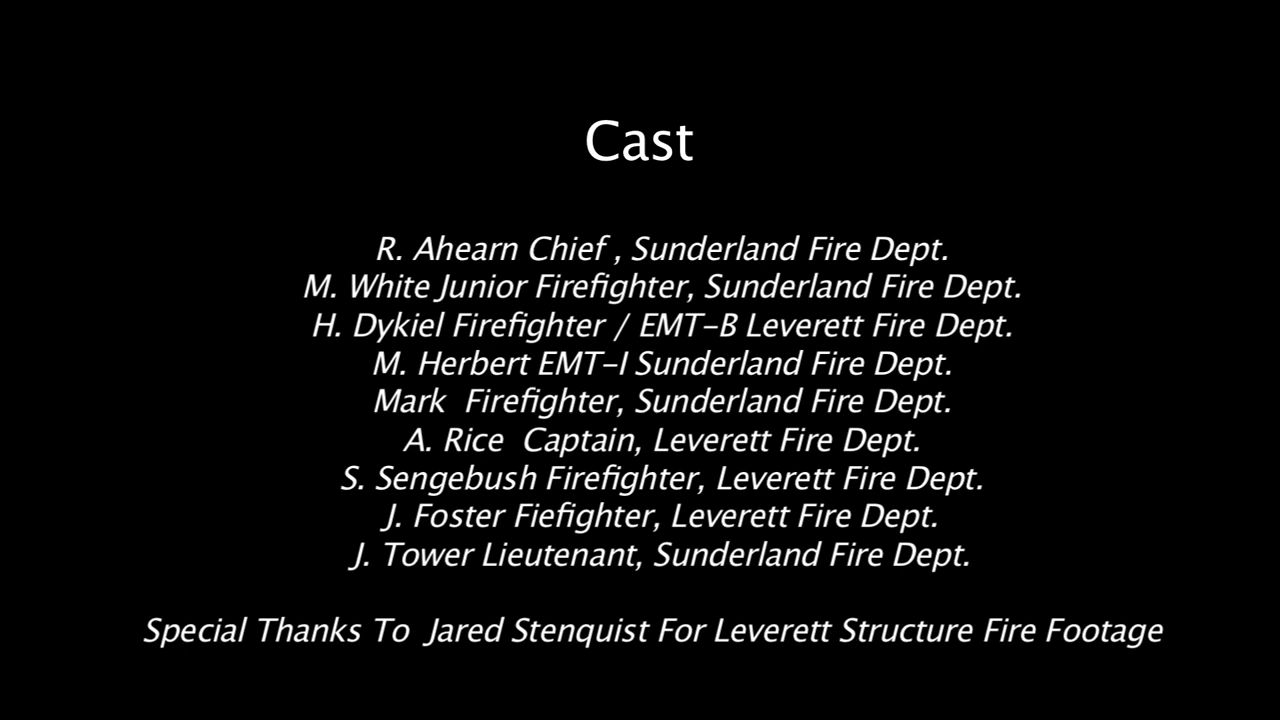 Cast
R. Ahearn Chief , Sunderland Fire Dept.
M. White Junior Firefighter, Sunderland Fire Dept.
H. Dykiel Firefighter / EMT-B Leverett Fire Dept.
M. Herbert EMT-I Sunderland Fire Dept.
Mark  Firefighter, Sunderland Fire Dept.
A. Rice  Captain, Leverett Fire Dept.
S. Sengebush Firefighter, Leverett Fire Dept.
J. Foster Fiefighter, Leverett Fire Dept.
J. Tower Lieutenant, Sunderland Fire Dept.
Special Thanks To  Jared Stenquist For Leverett Structure Fire Footage